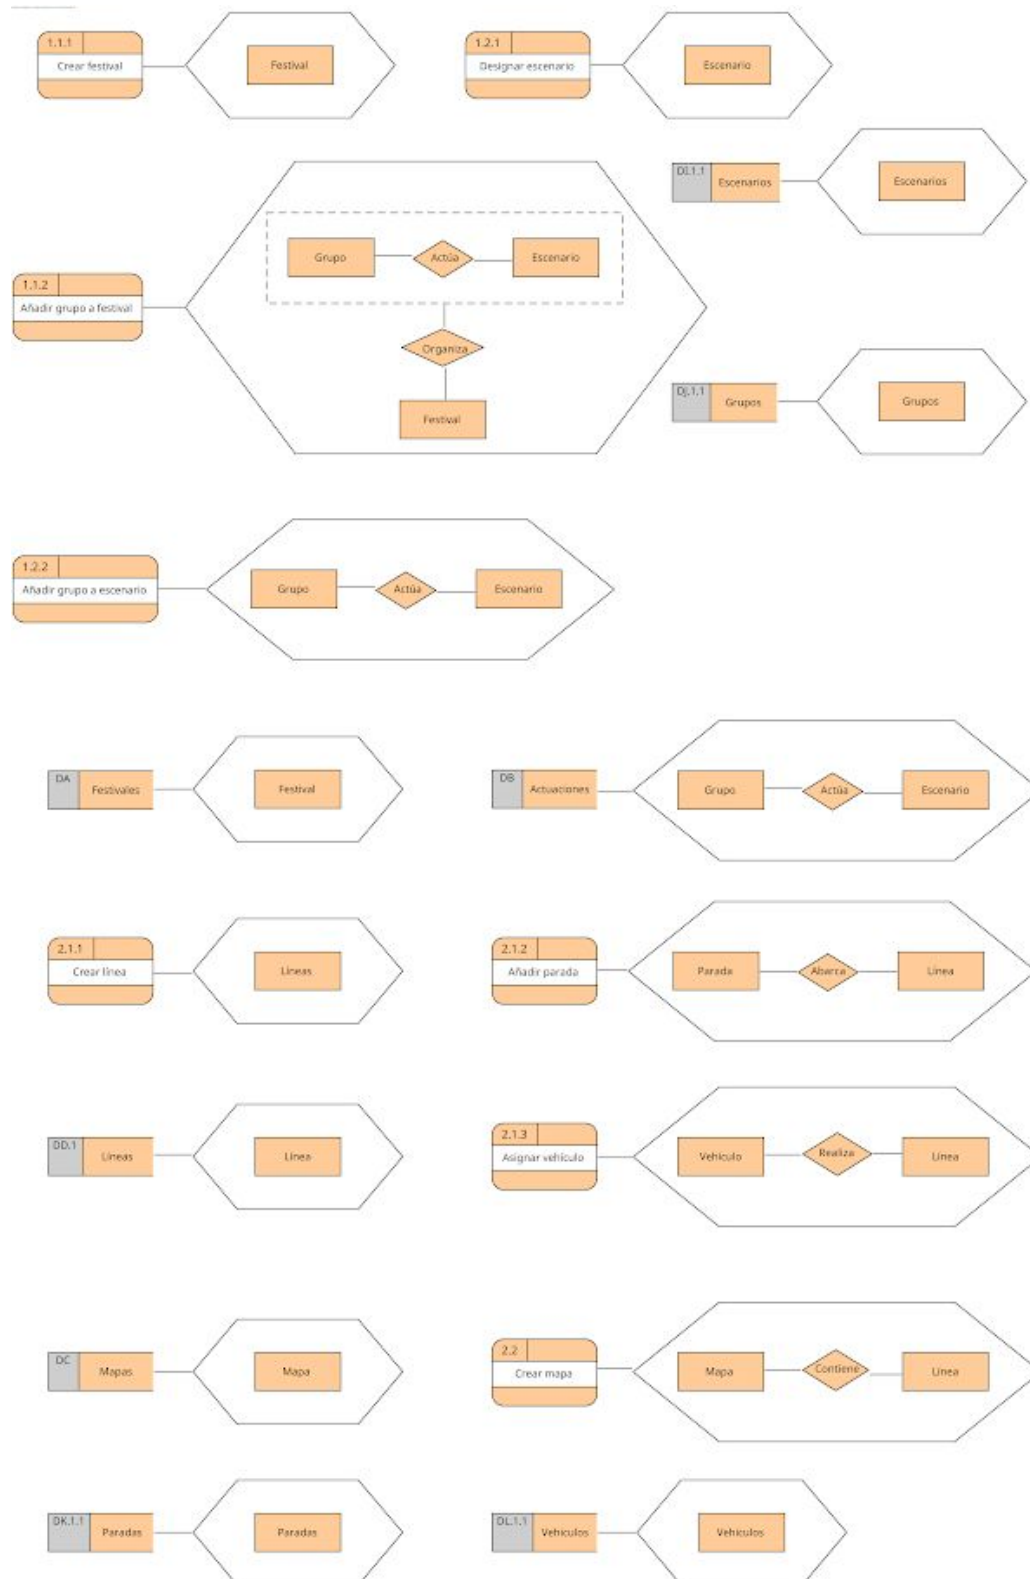 1.1.1
Crear festival
Festival
1.2.1
Designar escenario
Escenario
DI.1.1
Escenarios
Escenarios
1.1.2
Añadir grupo a festival
Grupo
Actúa
Escenario
Organiza
Festival
DJ.1.1
Grupos
Grupos
1.2.2
Añadir grupo a escenario
Grupo
Actúa
Escenario
DA
Festivales
Festival
DB
Actuaciones
Grupo
Actúa
Escenario
2.1.1
Crear línea
Líneas
2.1.2
Añadir parada
Parada
Abarca
Línea
DD.1
Líneas
Línea
2.1.3
Asignar vehículo
Vehículo
Realiza
Línea
DC
Mapas
Mapa
2.2
Crear mapa
Mapa
Contiene
Línea
DK.1.1
Paradas
Paradas
DL.1.1
Vehículos
Vehículos